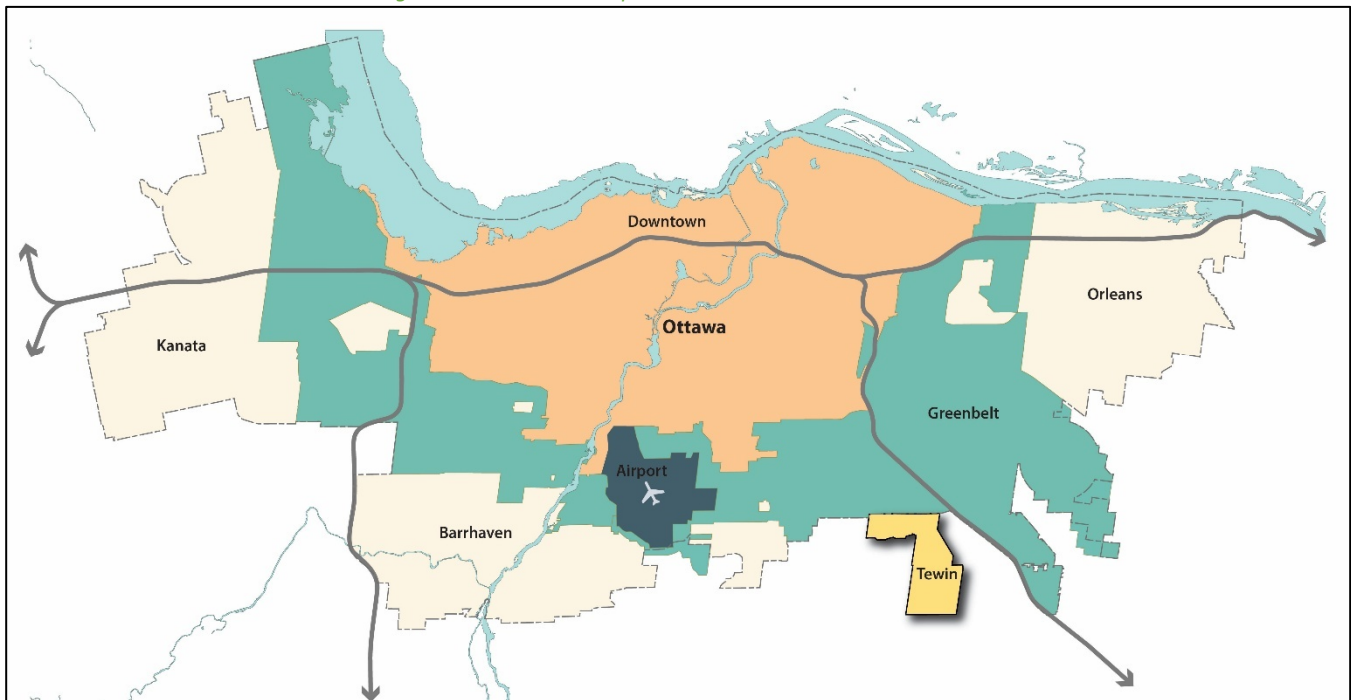 Downtown
Ottawa
Orleans
Kanata
Greenbelt
Airport
Barrhaven
Tewin